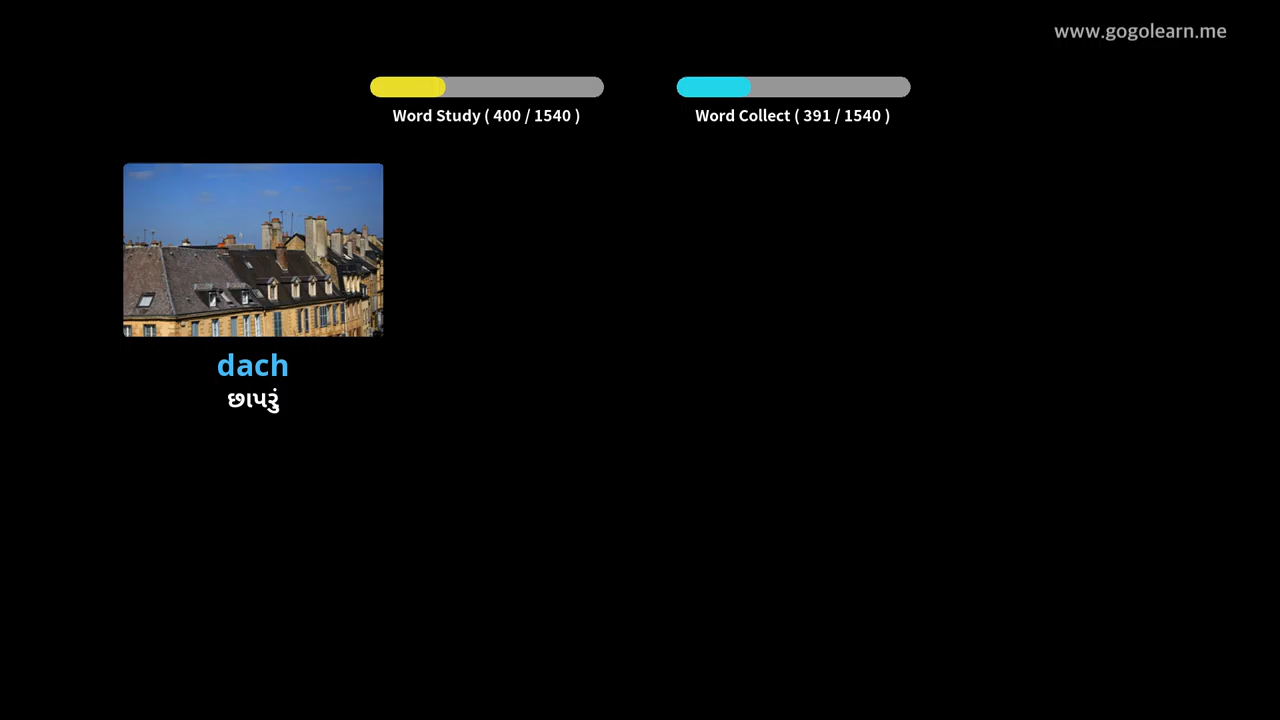 www.gogolearn.me
Word Study ( 400 / 1540 )
Word Collect ( 391 / 1540 )
dach
છાપરું